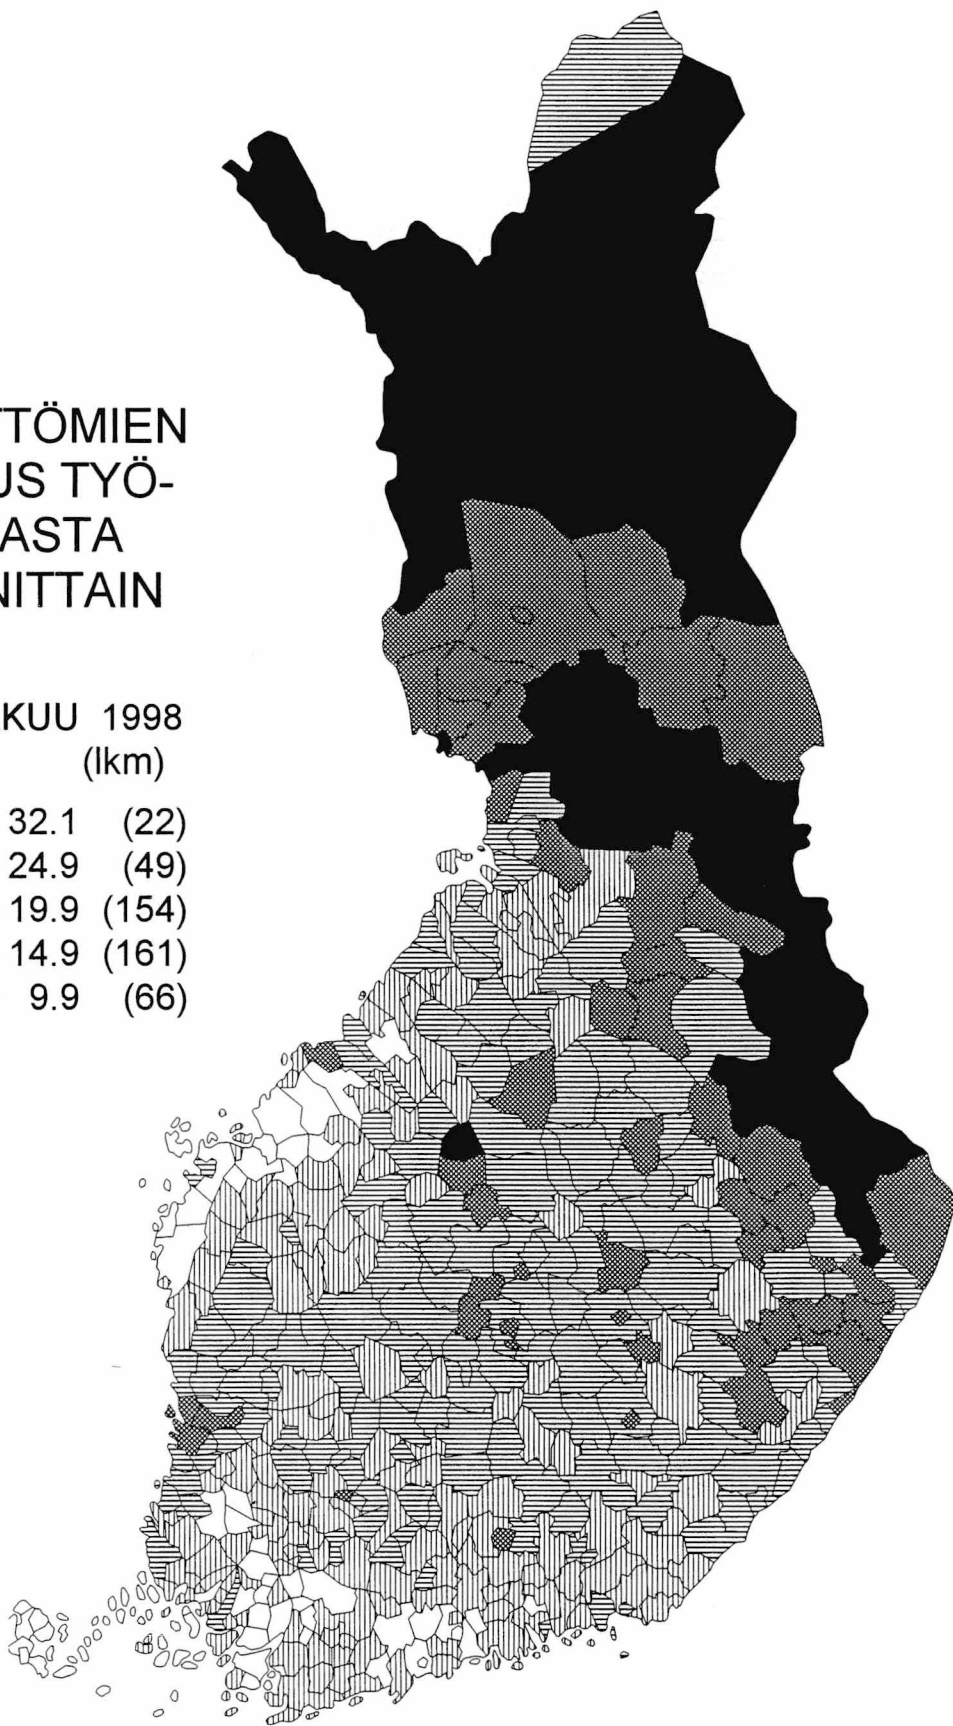 TTÖMIEN
US TYÖ-
ASTA
NITTAIN
KUU 1998
(lkm)
32.1 (22)
24.9 (49)
19.9 (154)
14.9 (161)
9.9 (66)